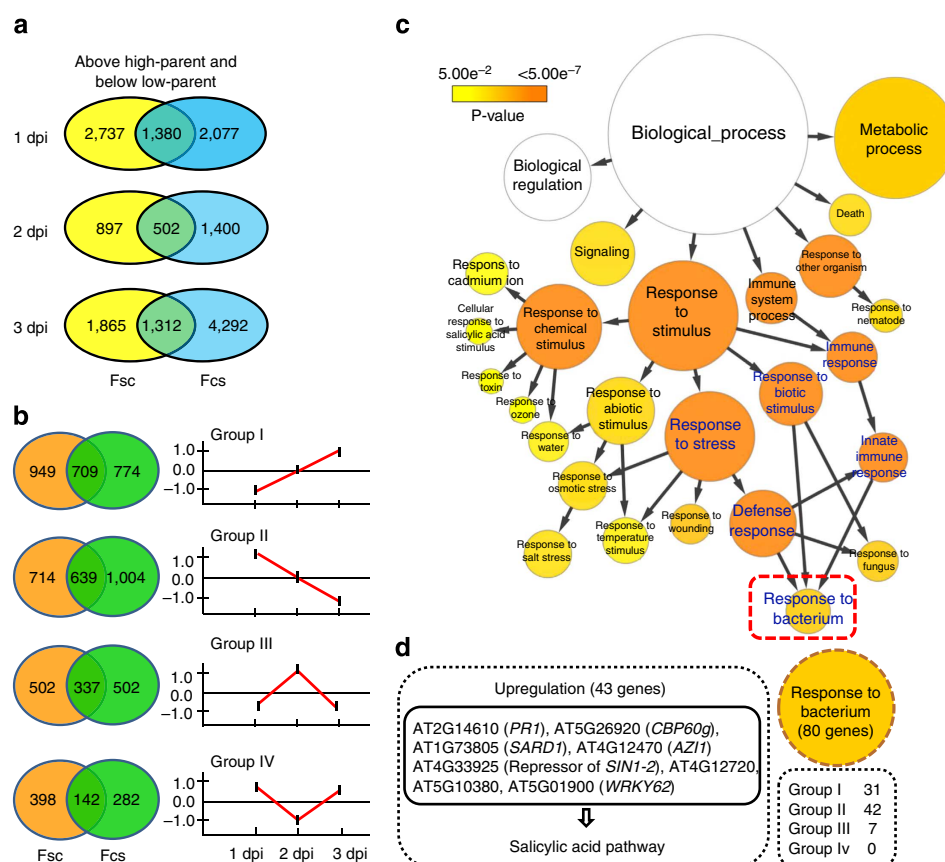 a
Above high-parent and
below low-parent
1 dpi
2,737
1,380
2,077
2 dpi
897
502
1,400
3 dpi
1,865
1,312
4,292
Fsc
Fcs
b
949
709
774
Group I
1.0
0.0
−1.0
714
639
1,004
Group II
1.0
0.0
−1.0
502
337
502
Group III
1.0
0.0
−1.0
398
142
282
Group IV
1.0
0.0
−1.0
Fsc
Fcs
1 dpi
2 dpi
3 dpi
c
5.00e⁻²
<5.00e⁻⁷
P-value
Biological_process
Metabolic
process
Biological
regulation
Death
Signaling
Response to
other organism
Respons to
cadmium ion
Immune
system
process
Response to
nematode
Response
to
stimulus
Response to
chemical
stimulus
Cellular
response to
salicylic acid
stimulus
Immune
response
Response to
toxin
Response to
biotic
stimulus
Response to
ozone
Response to
abiotic
stimulus
Response
to stress
Response to
water
Innate
immune
response
Response to
osmotic stress
Response to
wounding
Defense
response
Response to
salt stress
Response to
temperature
stimulus
Response to
fungus
Response to
bacterium
d
Upregulation (43 genes)
AT2G14610 (PR1), AT5G26920 (CBP60g),
AT1G73805 (SARD1), AT4G12470 (AZI1)
AT4G33925 (Repressor of SIN1-2), AT4G12720,
AT5G10380, AT5G01900 (WRKY62)
Salicylic acid pathway
Response to
bacterium
(80 genes)
Group I 31
Group II 42
Group III 7
Group Iv 0